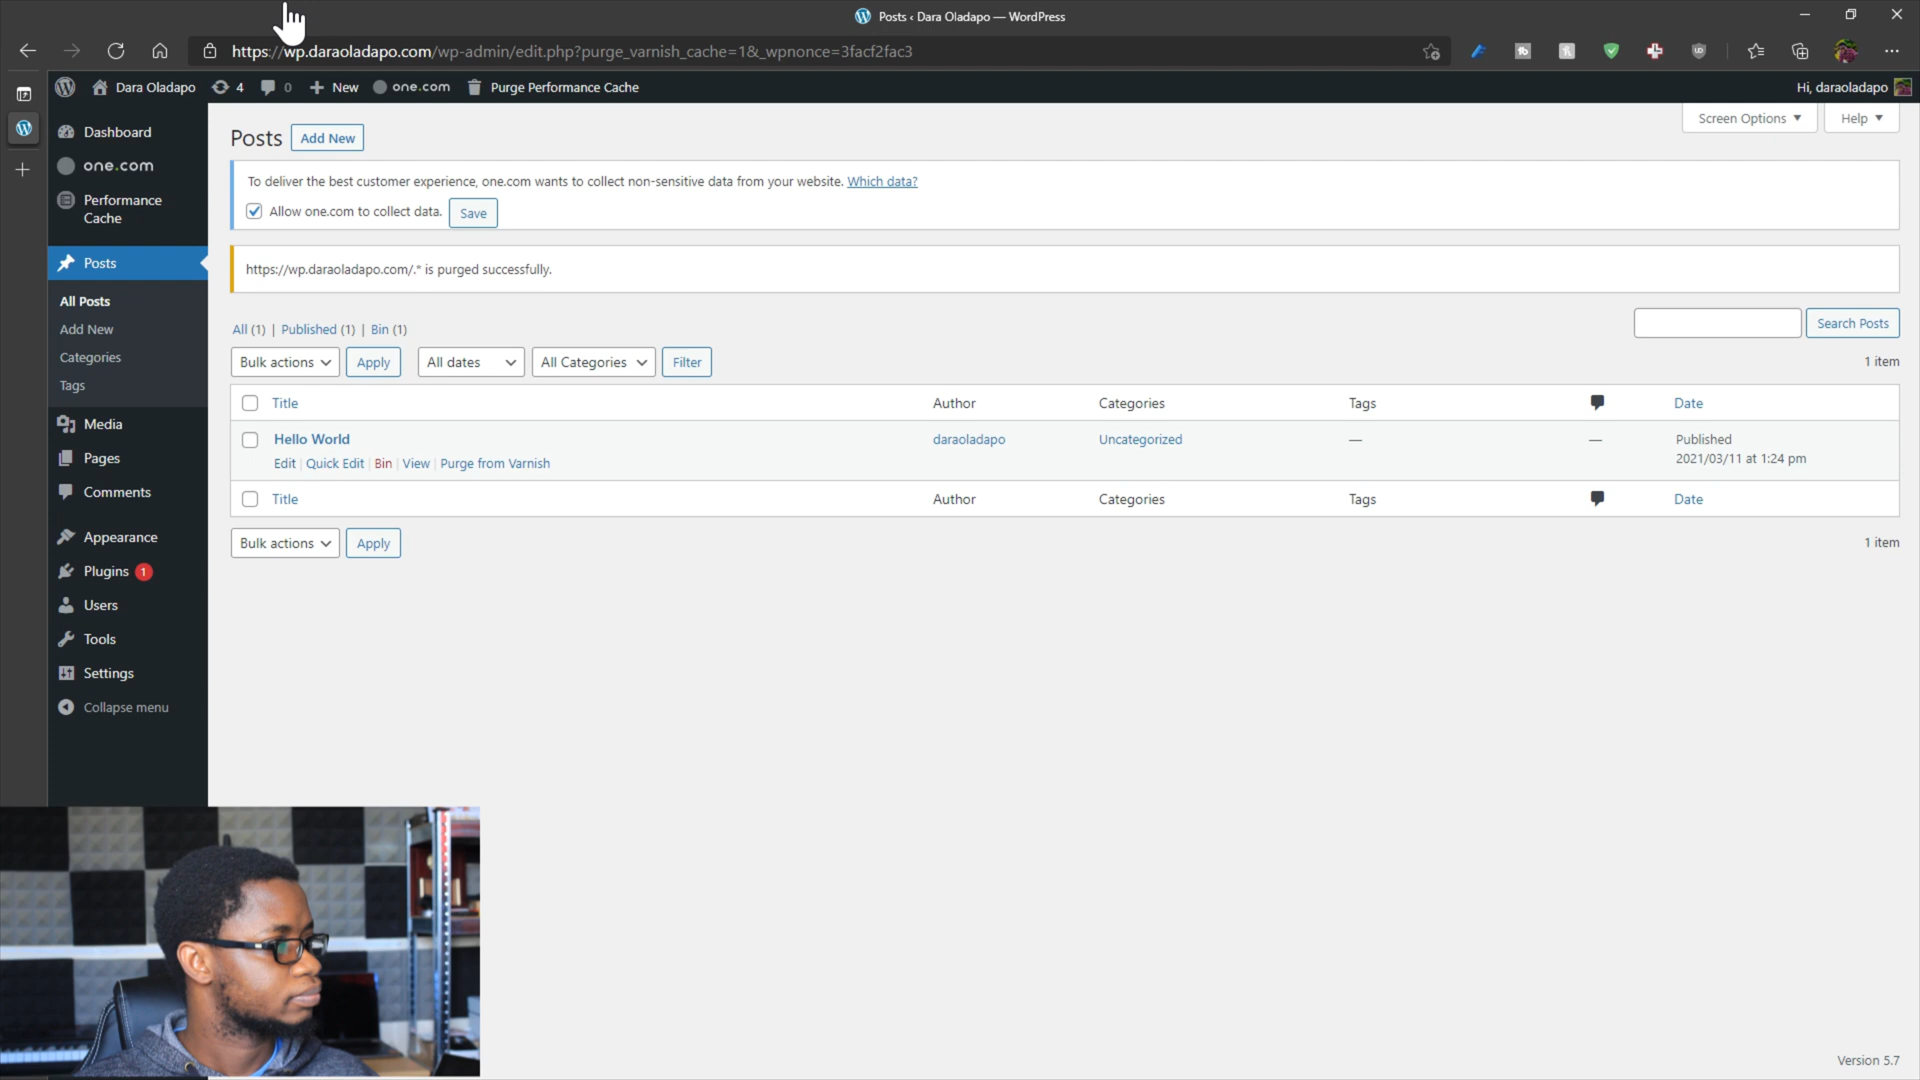 Posts ‹ Dara Oladapo — WordPress
https://wp.daraoladapo.com/wp-admin/edit.php?purge_varnish_cache=1&_wpnonce=3facf2fac3
Dara Oladapo 4 0 New one.com Purge Performance Cache Hi, daraoladapo
Screen Options Help
Dashboard
one.com
Performance
Cache
Posts
All Posts
Add New
Categories
Tags
Media
Pages
Comments
Appearance
Plugins 1
Users
Tools
Settings
Collapse menu
Posts Add New
To deliver the best customer experience, one.com wants to collect non-sensitive data from your website. Which data?
Allow one.com to collect data. Save
https://wp.daraoladapo.com/.* is purged successfully.
All (1) | Published (1) | Bin (1)
Search Posts
Bulk actions Apply All dates All Categories Filter 1 item
Title Author Categories Tags Date
Hello World daraoladapo Uncategorized — — Published
Edit | Quick Edit | Bin | View | Purge from Varnish 2021/03/11 at 1:24 pm
Title Author Categories Tags Date
Bulk actions Apply 1 item
Version 5.7